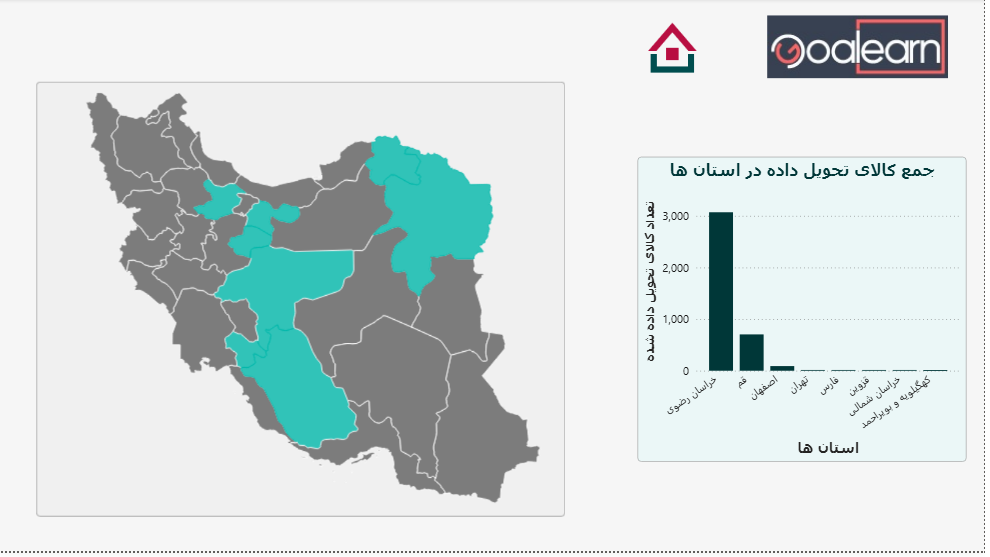 Goalearn
جمع کالای تحویل داده در استان ها
تعداد کالای تحویل داده شده
3,000
2,000
1,000
0
خراسان رضوی
قم
اصفهان
تهران
فارس
قزوین
خراسان شمالی
کهگیلویه و بویراحمد
استان ها